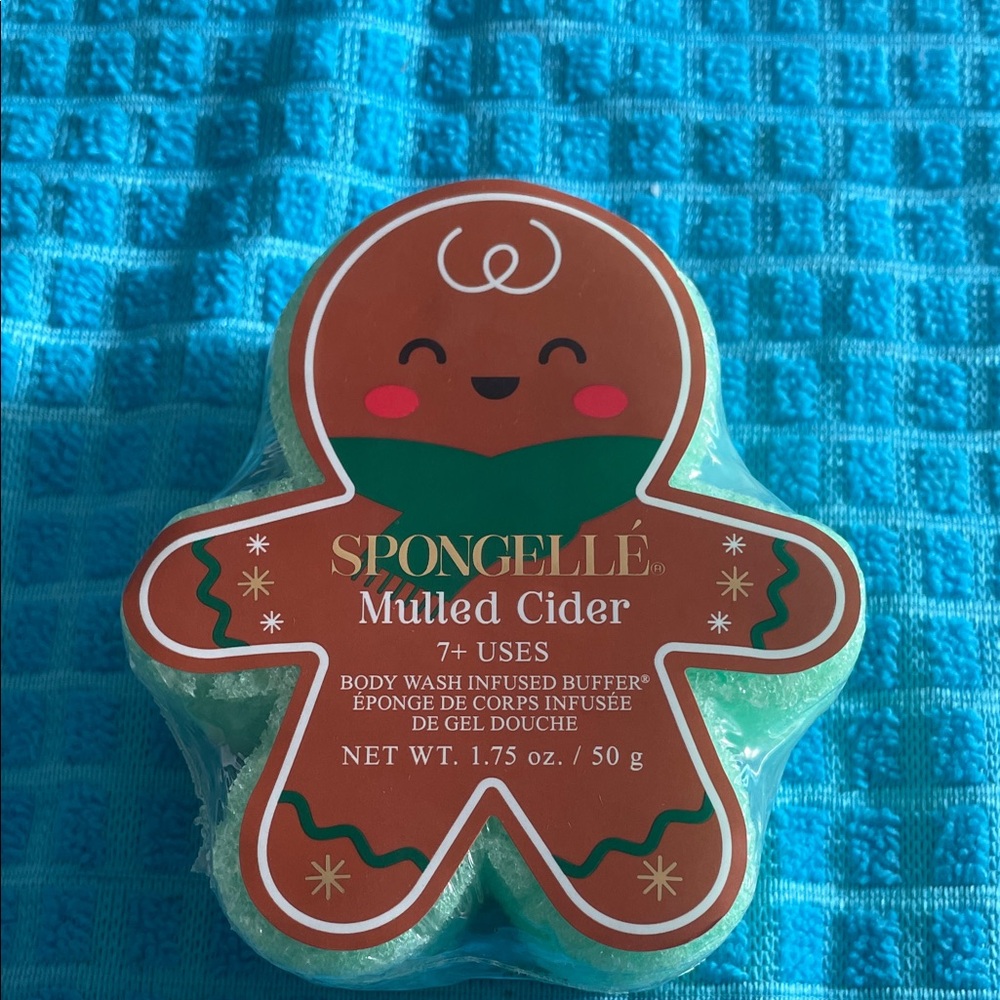 SPONGELLÉ®
Mulled Cider
7+ USES
BODY WASH INFUSED BUFFER®
ÉPONGE DE CORPS INFUSÉE
DE GEL DOUCHE
NET WT. 1.75 oz. / 50 g